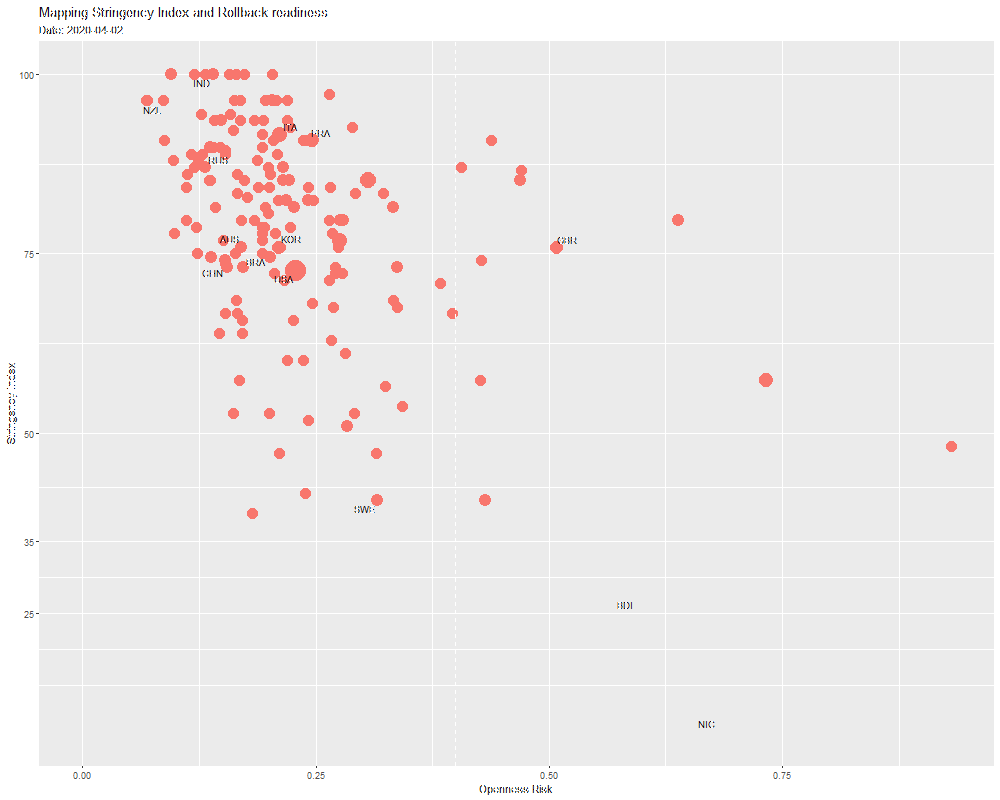 Mapping Stringency Index and Rollback readiness
Date: 2020-04-02
100
IND
NZL
ITA
FRA
RUS
AUS
KOR
GBR
75
BRA
CHN
USA
Stringency Index
50
SWE
35
BDI
25
NIC
0.00
0.25
0.50
0.75
Openness Risk